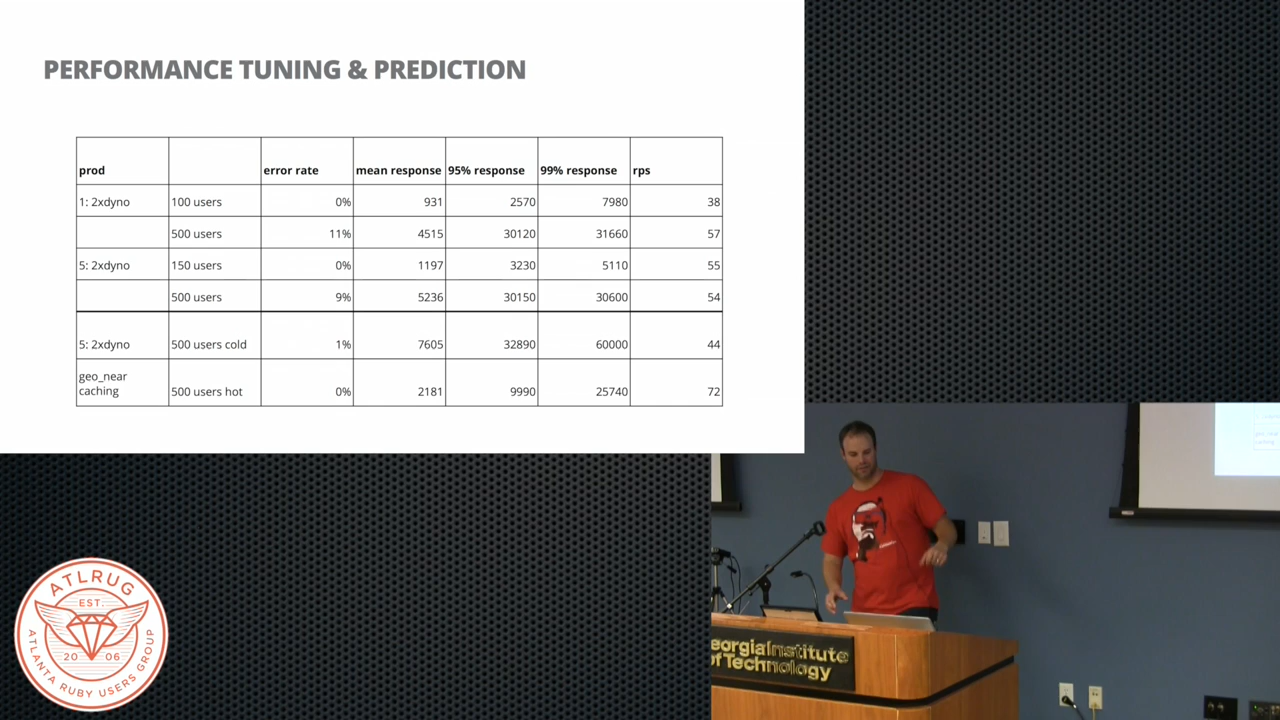 PERFORMANCE TUNING & PREDICTION
prod error rate mean response 95% response 99% response rps
1: 2xdyno 100 users 0% 931 2570 7980 38
500 users 11% 4515 30120 31660 57
5: 2xdyno 150 users 0% 1197 3230 5110 55
500 users 9% 5236 30150 30600 54
5: 2xdyno 500 users cold 1% 7605 32890 60000 44
geo_near
caching 500 users hot 0% 2181 9990 25740 72
ATLRUG
EST.
20 06
ATLANTA RUBY USERS GROUP
eorgiaInstitute
of Technology